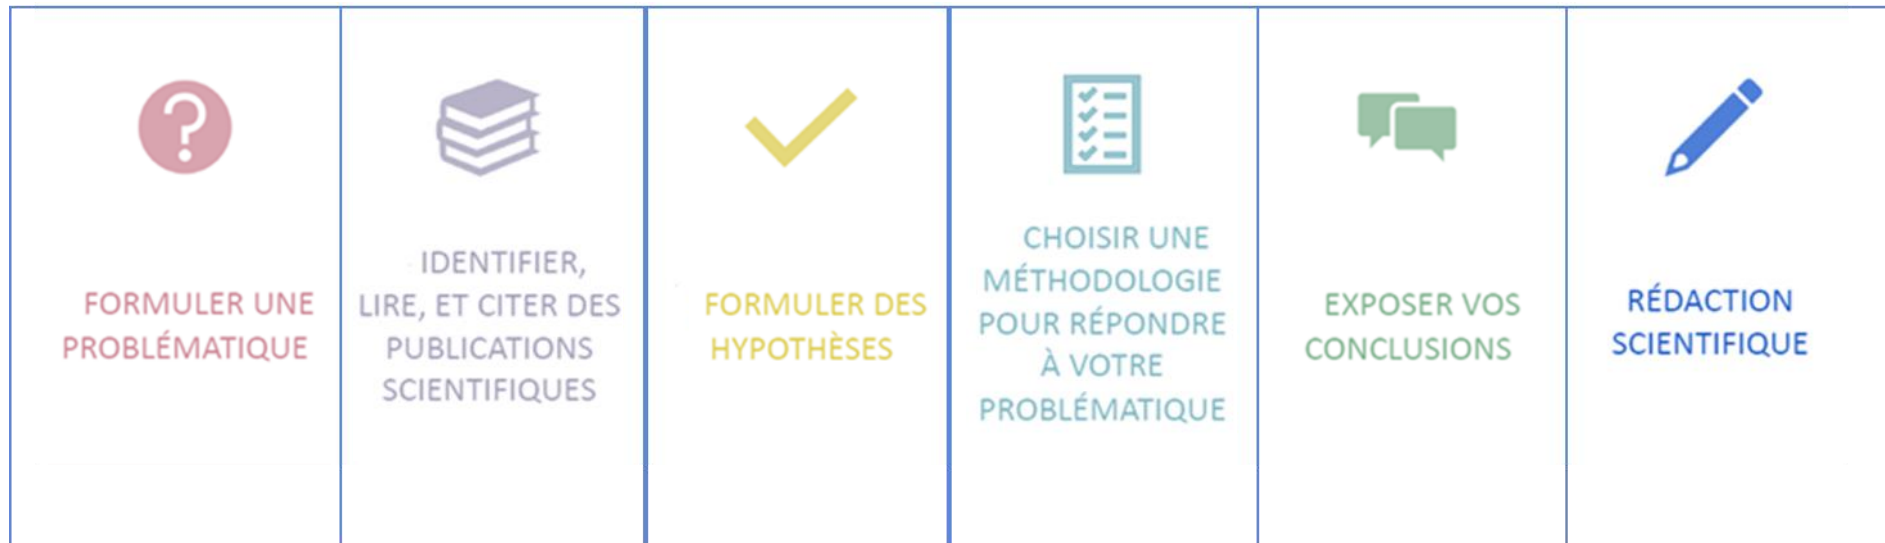 FORMULER UNE
PROBLÉMATIQUE
IDENTIFIER,
LIRE, ET CITER DES
PUBLICATIONS
SCIENTIFIQUES
FORMULER DES
HYPOTHÈSES
CHOISIR UNE
MÉTHODOLOGIE
POUR RÉPONDRE
À VOTRE
PROBLÉMATIQUE
EXPOSER VOS
CONCLUSIONS
RÉDACTION
SCIENTIFIQUE